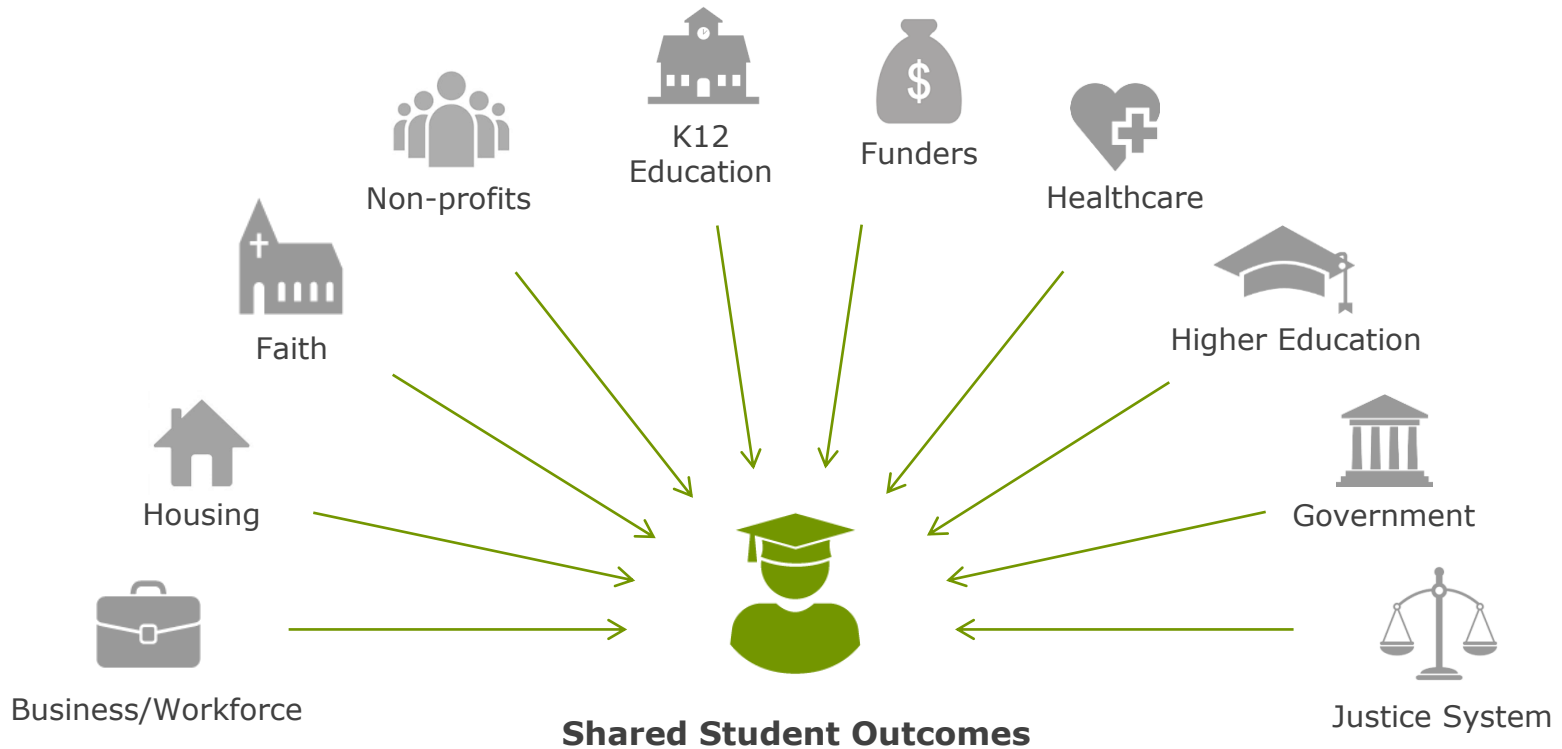 $
K12
Education
Funders
Non-profits
Healthcare
Faith
Higher Education
Housing
Government
Business/Workforce
Justice System
Shared Student Outcomes